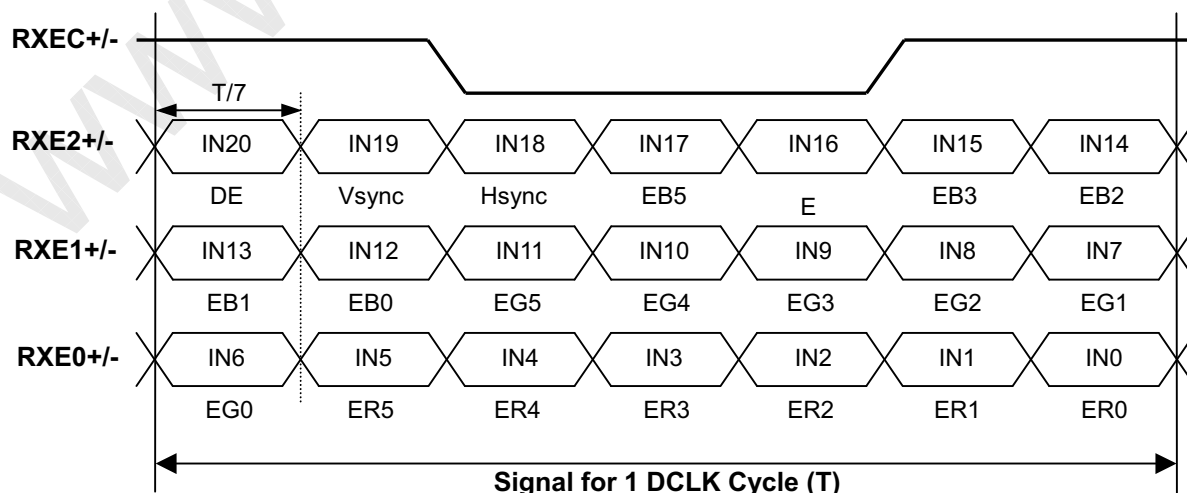 RXEC+/-
T/7
RXE2+/- IN20 IN19 IN18 IN17 IN16 IN15 IN14
DE Vsync Hsync EB5 E EB3 EB2
RXE1+/- IN13 IN12 IN11 IN10 IN9 IN8 IN7
EB1 EB0 EG5 EG4 EG3 EG2 EG1
RXE0+/- IN6 IN5 IN4 IN3 IN2 IN1 IN0
EG0 ER5 ER4 ER3 ER2 ER1 ER0
Signal for 1 DCLK Cycle (T)